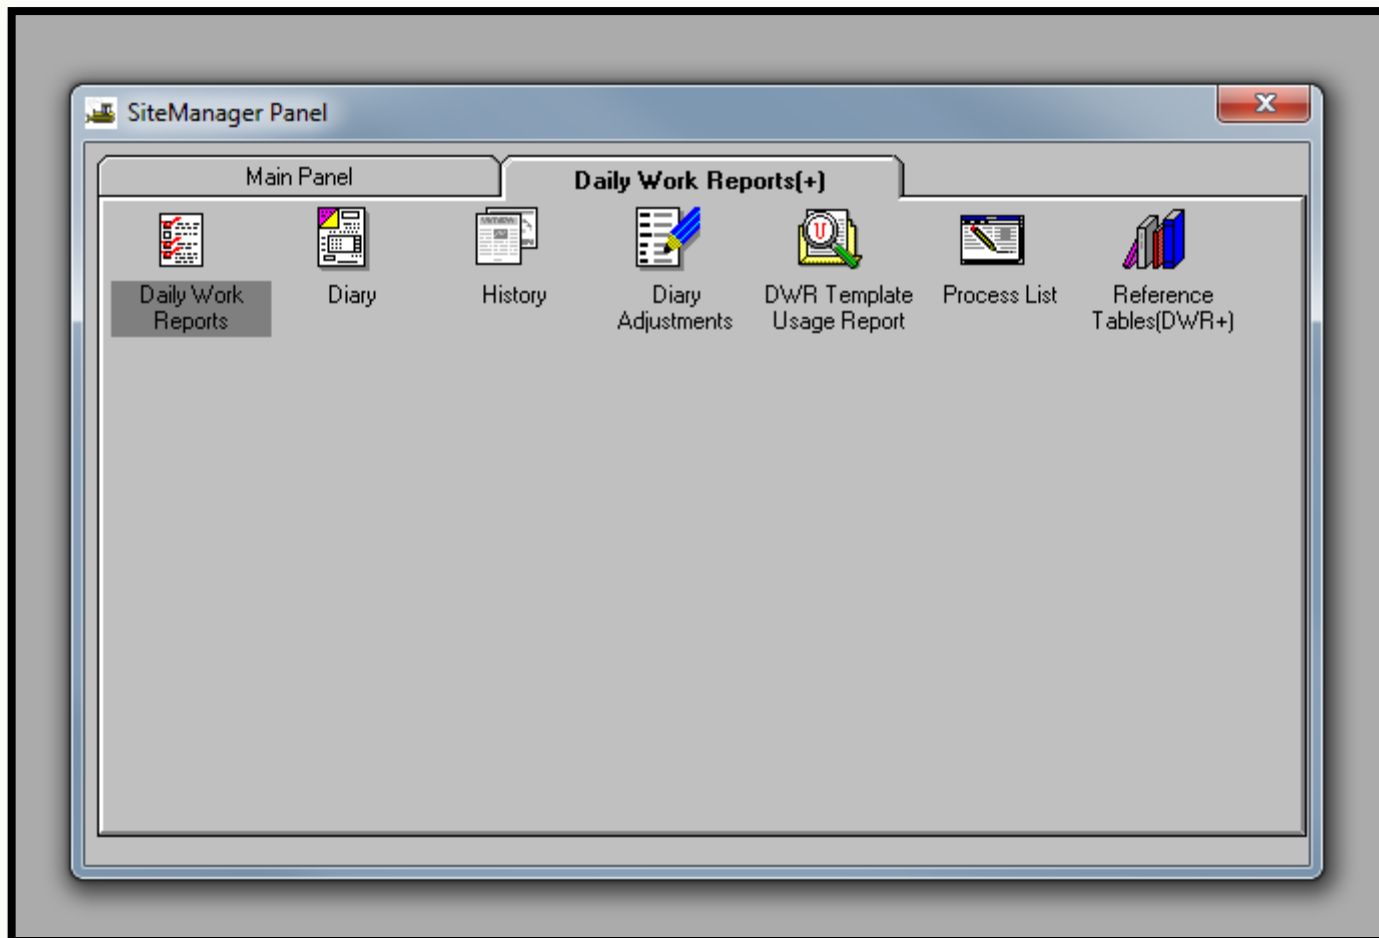 SiteManager Panel
Main Panel
Daily Work Reports(+)
Daily Work
Reports
Diary
History
Diary
Adjustments
DWR Template
Usage Report
Process List
Reference
Tables(DWR+)